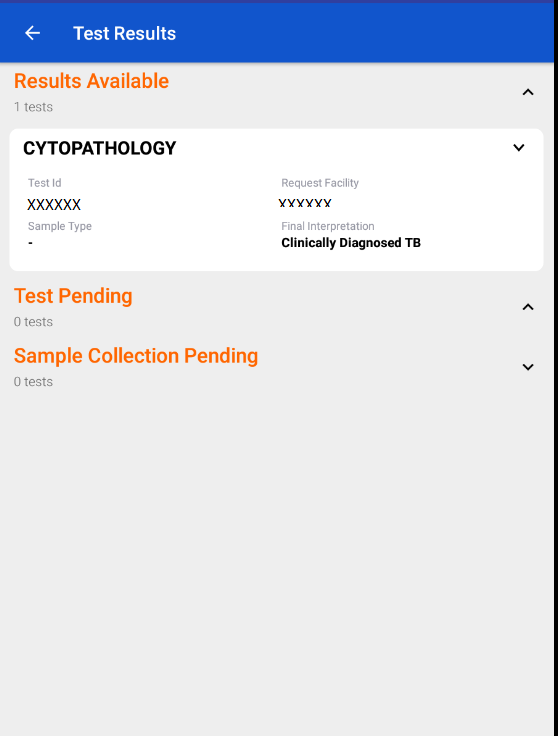 Test Results
Results Available
1 tests
CYTOPATHOLOGY
Test Id
Request Facility
XXXXXX
XXXXXX
Sample Type
Final Interpretation
-
Clinically Diagnosed TB
Test Pending
0 tests
Sample Collection Pending
0 tests